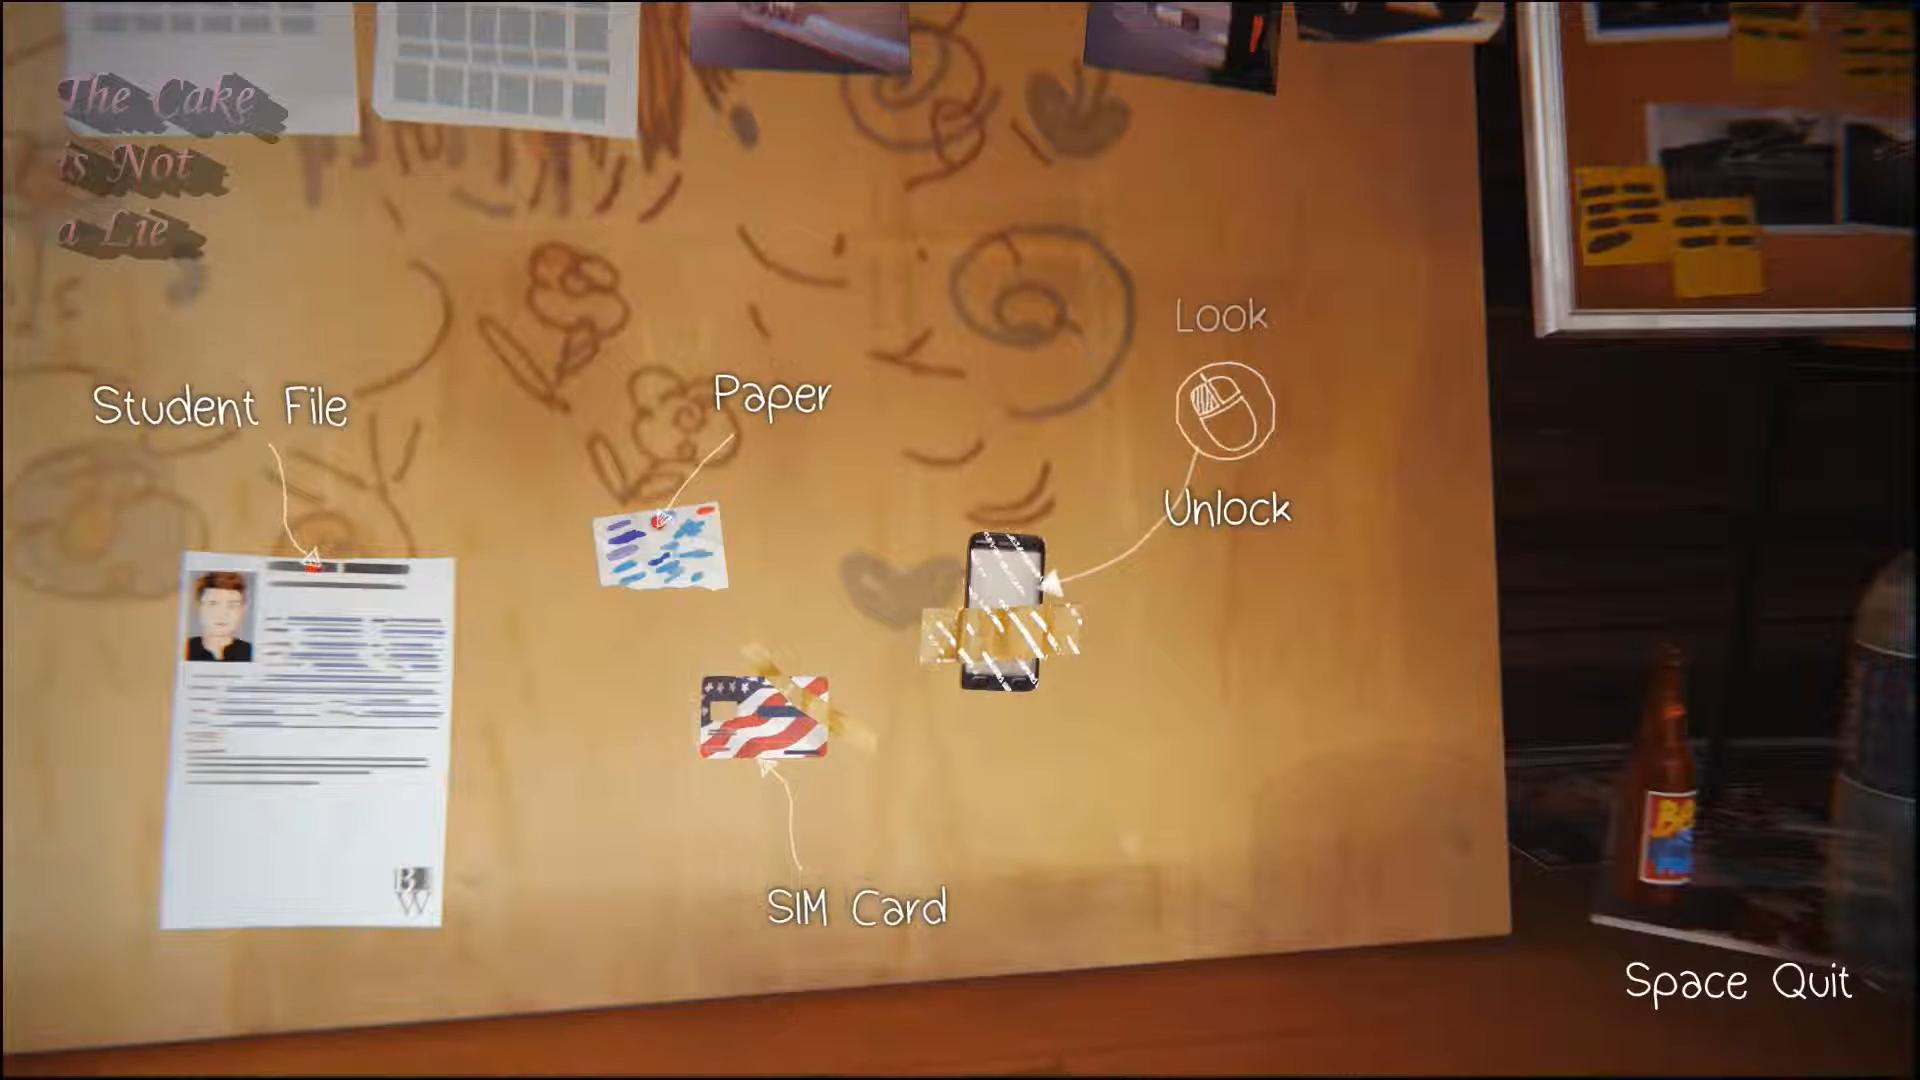 The Cake
is Not
a Lie
Look
Student File
Paper
Unlock
SIM Card
B
W
Space Quit